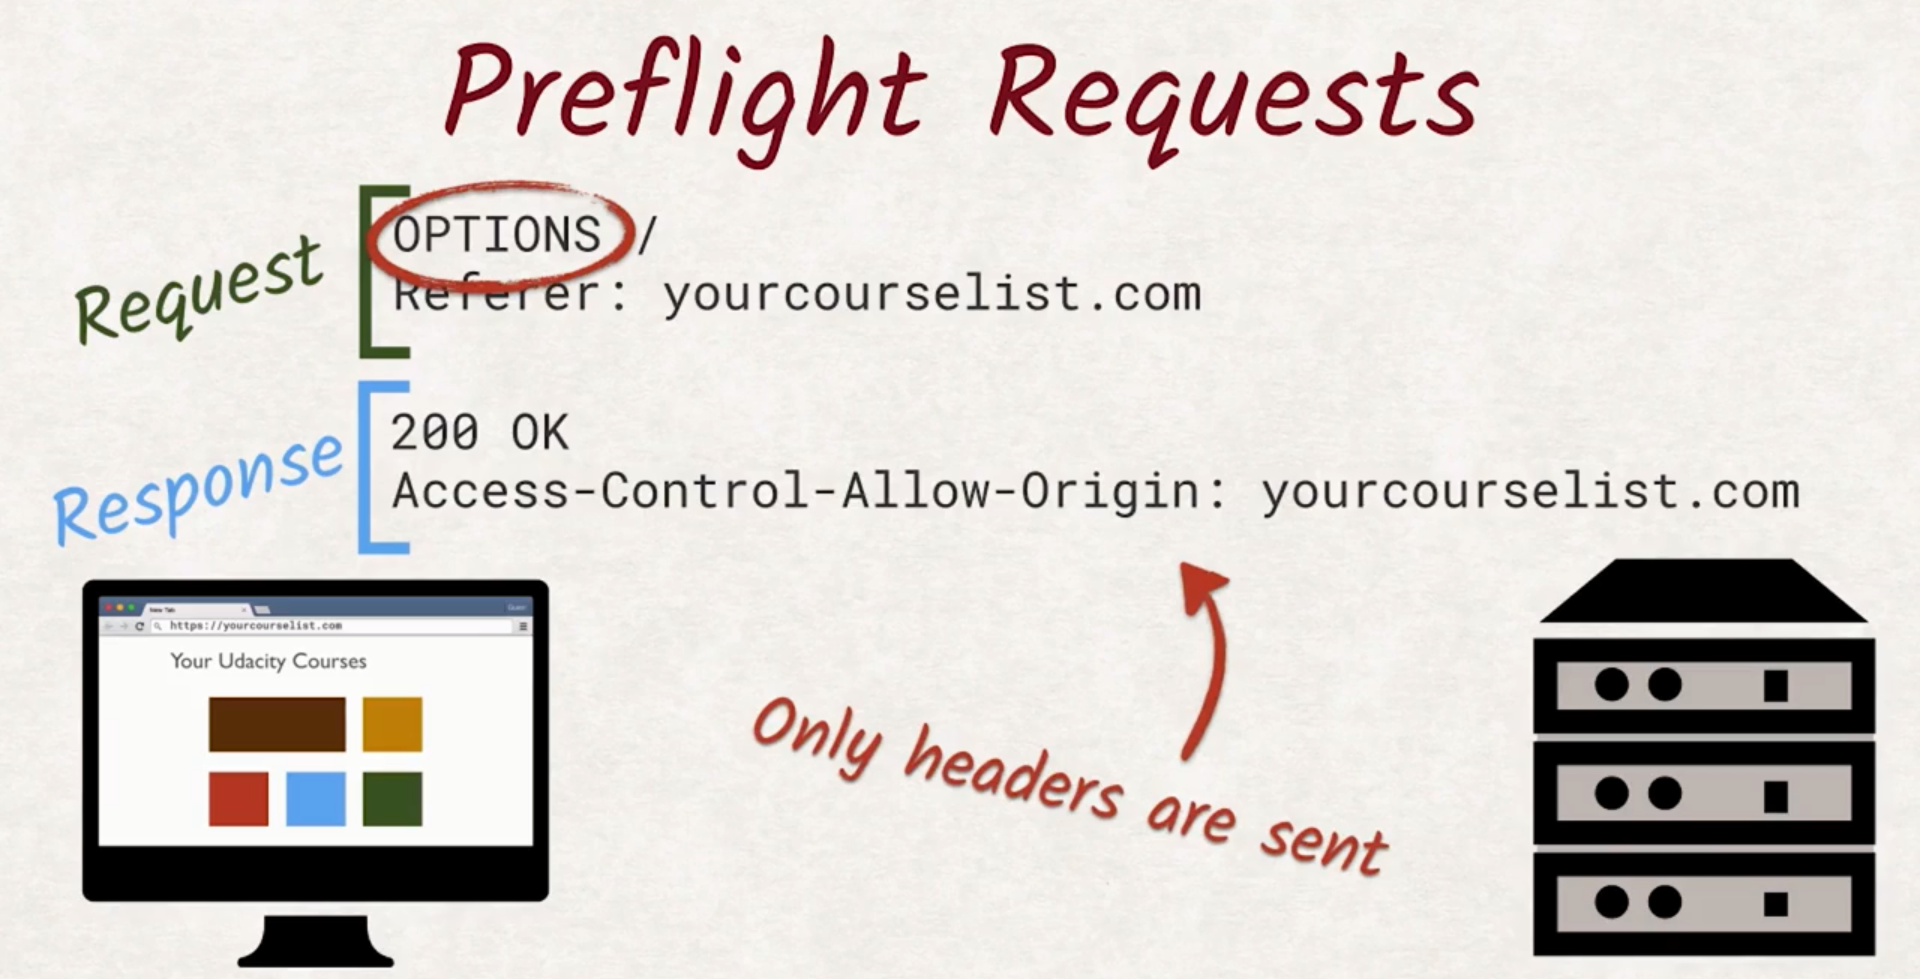 Preflight Requests
Request
OPTIONS /
Referer: yourcourselist.com
Response
200 OK
Access-Control-Allow-Origin: yourcourselist.com
New Tab
Guest
https://yourcourselist.com
Your Udacity Courses
Only headers are sent